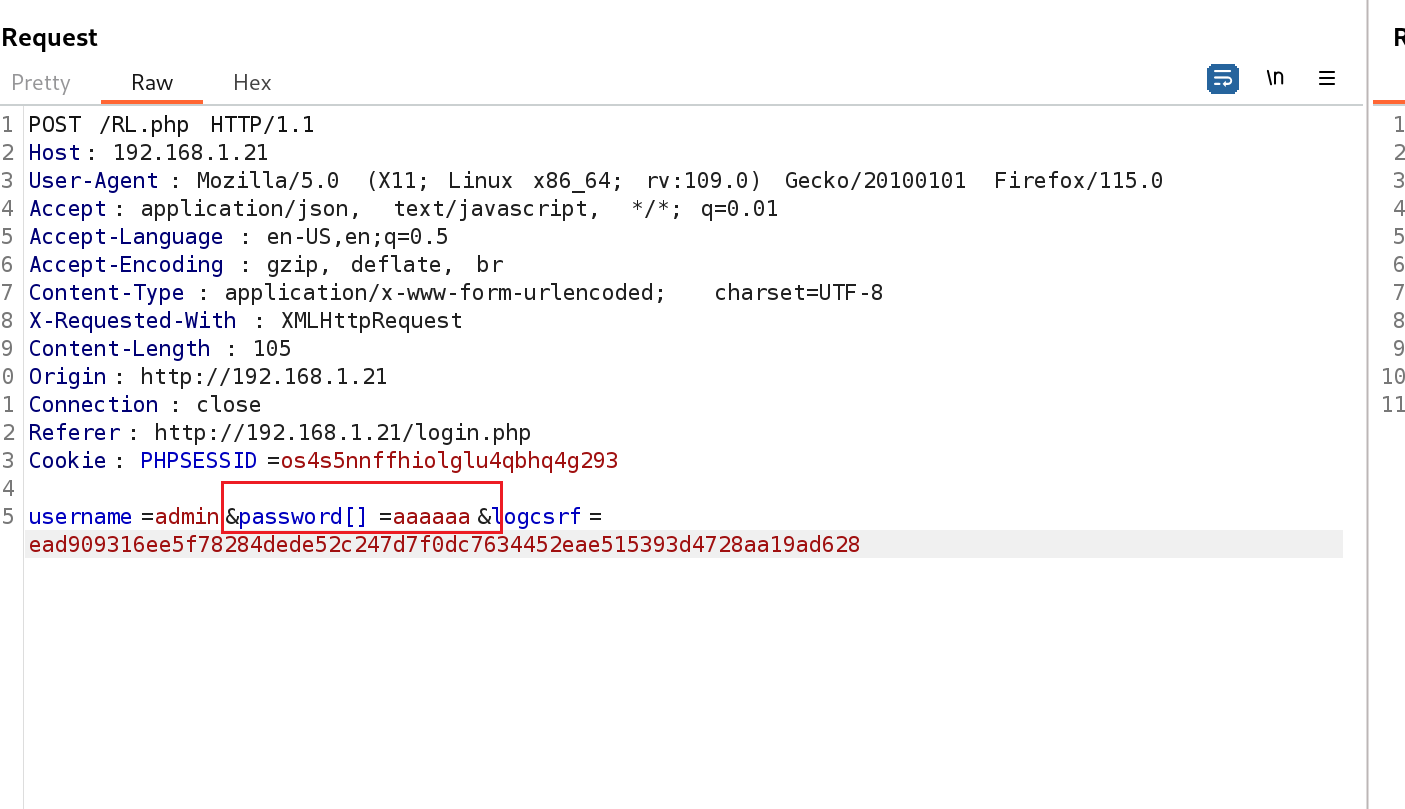 Request
R
Pretty Raw Hex \n
1 POST /RL.php HTTP/1.1
2 Host: 192.168.1.21
3 User-Agent : Mozilla/5.0 (X11; Linux x86_64; rv:109.0) Gecko/20100101 Firefox/115.0
4 Accept : application/json, text/javascript, */*; q=0.01
5 Accept-Language : en-US,en;q=0.5
6 Accept-Encoding : gzip, deflate, br
7 Content-Type : application/x-www-form-urlencoded; charset=UTF-8
8 X-Requested-With : XMLHttpRequest
9 Content-Length : 105
0 Origin : http://192.168.1.21
1 Connection : close
2 Referer : http://192.168.1.21/login.php
3 Cookie : PHPSESSID =os4s5nnffhiolglu4qbhq4g293
4
5 username =admin &password[] =aaaaaa &logcsrf =
ead909316ee5f78284dede52c247d7f0dc7634452eae515393d4728aa19ad628
1
2
3
4
5
6
7
8
9
10
11